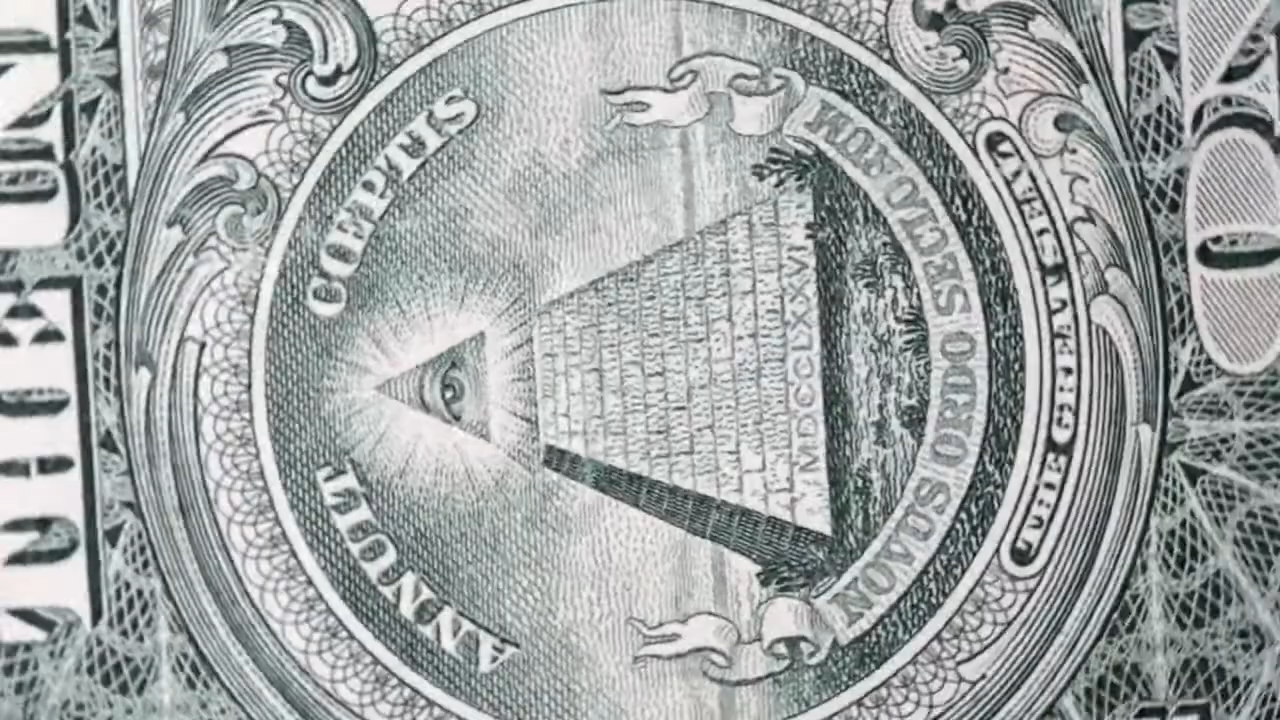 ANNUIT COEPTIS
MDCCLXXVI
NOVUS ORDO SECLORUM
THE GREAT SEAL